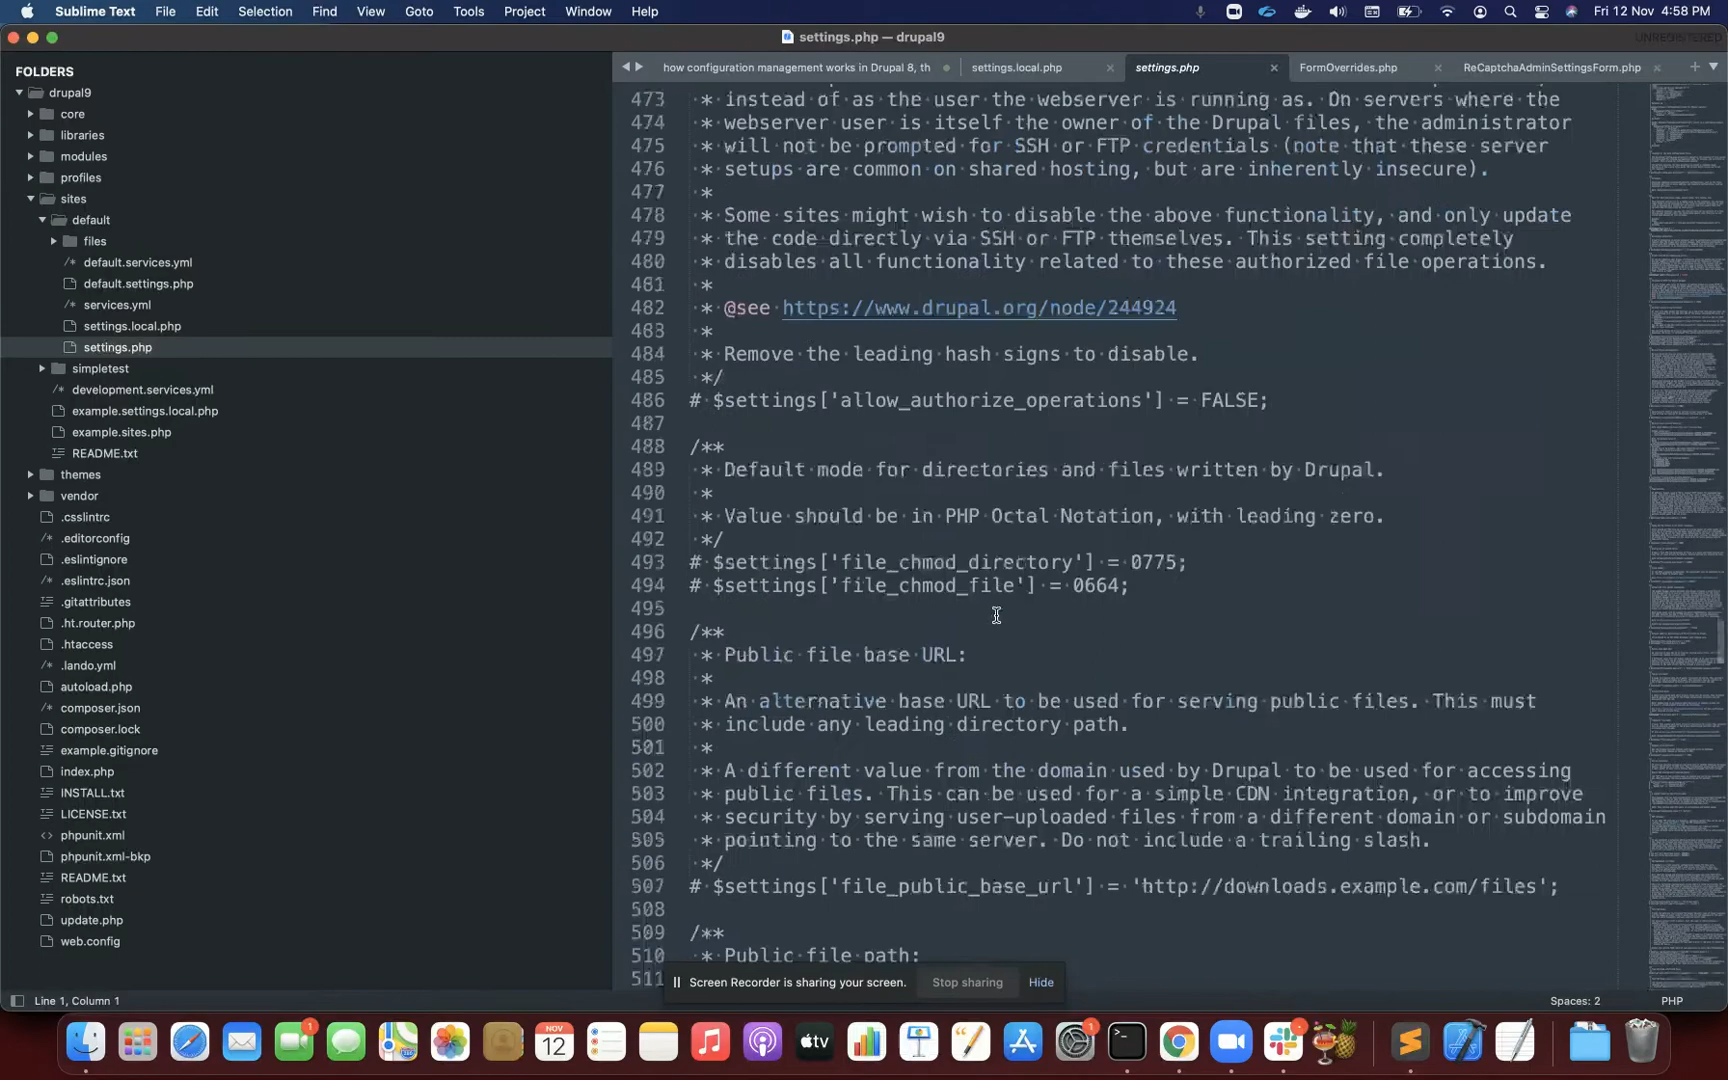 Sublime Text File Edit Selection Find View Goto Tools Project Window Help Fri 12 Nov 4:58 PM
settings.php — drupal9
UNREGISTERED
FOLDERS
drupal9
core
libraries
modules
profiles
sites
default
files
/* default.services.yml
default.settings.php
/* services.yml
settings.local.php
settings.php
simpletest
/* development.services.yml
example.settings.local.php
example.sites.php
README.txt
themes
vendor
.csslintrc
.editorconfig
.eslintignore
/* .eslintrc.json
.gitattributes
.ht.router.php
.htaccess
/* .lando.yml
autoload.php
/* composer.json
composer.lock
example.gitignore
index.php
INSTALL.txt
LICENSE.txt
<> phpunit.xml
phpunit.xml-bkp
README.txt
robots.txt
update.php
web.config
how configuration management works in Drupal 8, th
settings.local.php
settings.php
FormOverrides.php
ReCaptchaAdminSettingsForm.php
473 * instead of as the user the webserver is running as. On servers where the
474 * webserver user is itself the owner of the Drupal files, the administrator
475 * will not be prompted for SSH or FTP credentials (note that these server
476 * setups are common on shared hosting, but are inherently insecure).
477 *
478 * Some sites might wish to disable the above functionality, and only update
479 * the code directly via SSH or FTP themselves. This setting completely
480 * disables all functionality related to these authorized file operations.
481 *
482 * @see https://www.drupal.org/node/244924
483 *
484 * Remove the leading hash signs to disable.
485 */
486 # $settings['allow_authorize_operations'] = FALSE;
487
488 /**
489 * Default mode for directories and files written by Drupal.
490 *
491 * Value should be in PHP Octal Notation, with leading zero.
492 */
493 # $settings['file_chmod_directory'] = 0775;
494 # $settings['file_chmod_file'] = 0664;
495
496 /**
497 * Public file base URL:
498 *
499 * An alternative base URL to be used for serving public files. This must
500 * include any leading directory path.
501 *
502 * A different value from the domain used by Drupal to be used for accessing
503 * public files. This can be used for a simple CDN integration, or to improve
504 * security by serving user-uploaded files from a different domain or subdomain
505 * pointing to the same server. Do not include a trailing slash.
506 */
507 # $settings['file_public_base_url'] = 'http://downloads.example.com/files';
508
509 /**
510 * Public file path:
511
Screen Recorder is sharing your screen. Stop sharing Hide
Line 1, Column 1
Spaces: 2 PHP
1
NOV
12
tv
1